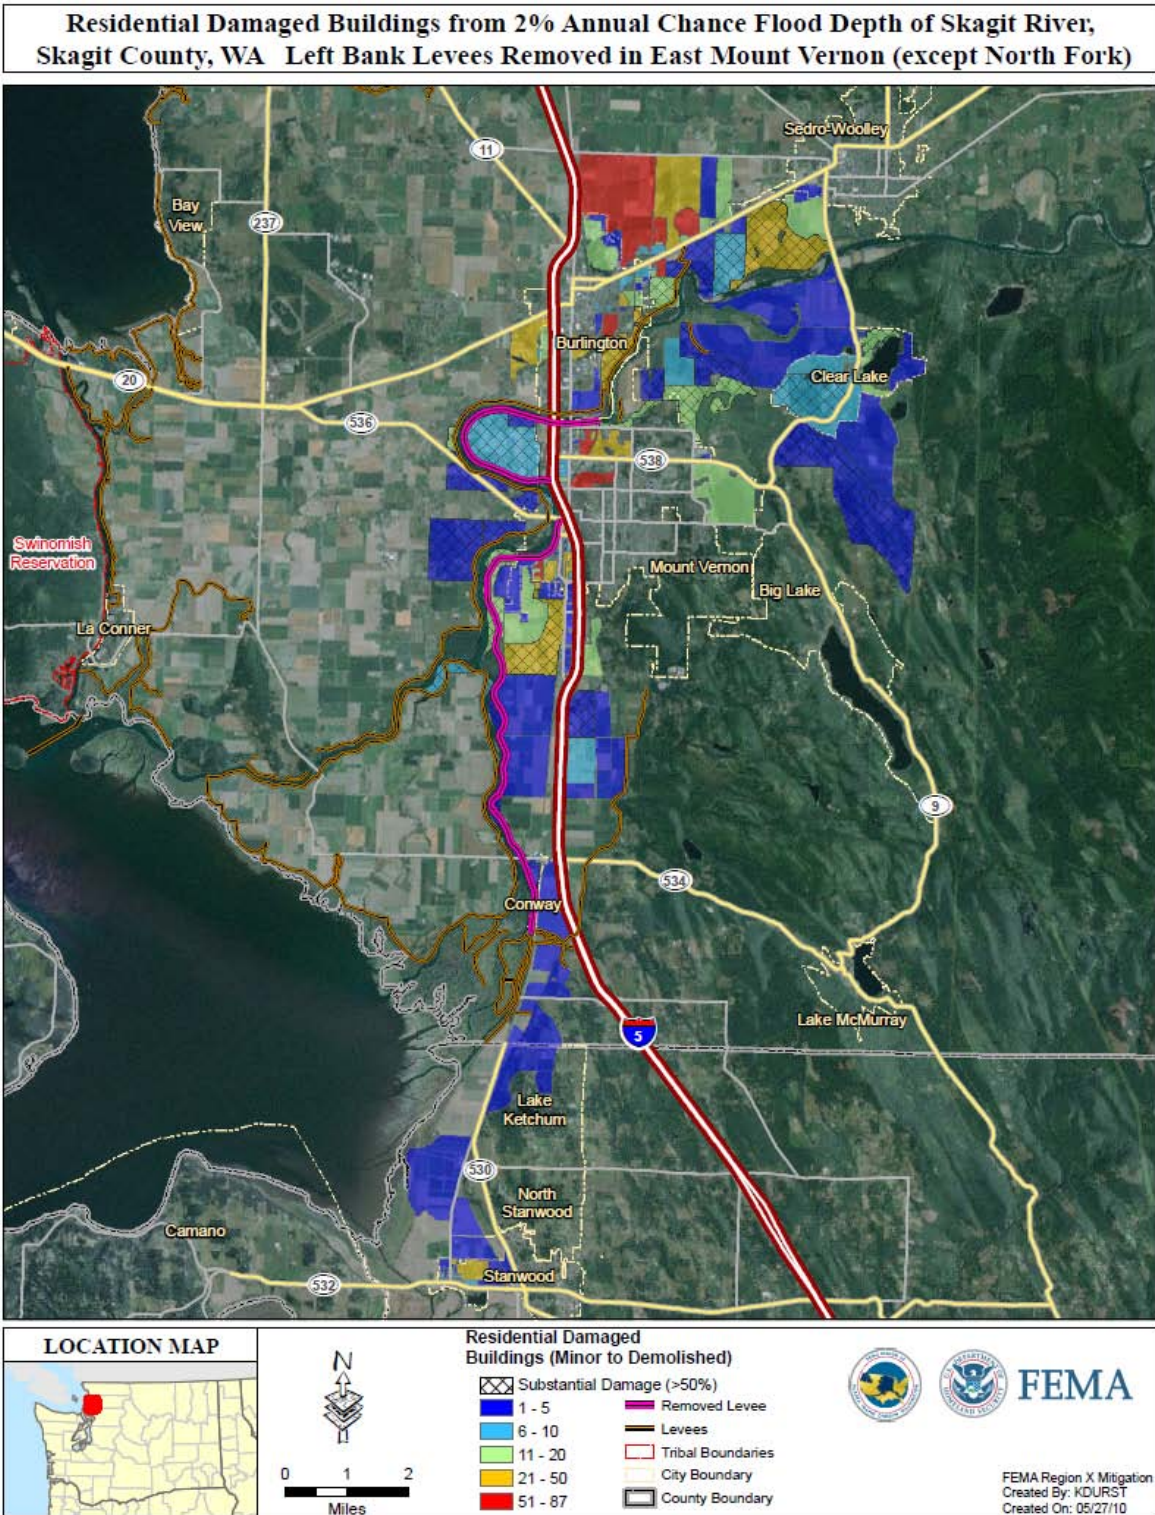 Residential Damaged Buildings from 2% Annual Chance Flood Depth of Skagit River,
Skagit County, WA Left Bank Levees Removed in East Mount Vernon (except North Fork)
Sedro-Woolley
11
Bay
View
237
Burlington
Clear Lake
20
536
538
Swinomish
Reservation
Mount Vernon
Big Lake
La Conner
9
534
Conway
Lake McMurray
5
Lake
Ketchum
530
North
Stanwood
Camano
Stanwood
532
LOCATION MAP
N
0 1 2
Miles
Residential Damaged
Buildings (Minor to Demolished)
Substantial Damage (>50%)
1 - 5
6 - 10
11 - 20
21 - 50
51 - 87
Removed Levee
Levees
Tribal Boundaries
City Boundary
County Boundary
FEMA
FEMA Region X Mitigation
Created By: KDURST
Created On: 05/27/10